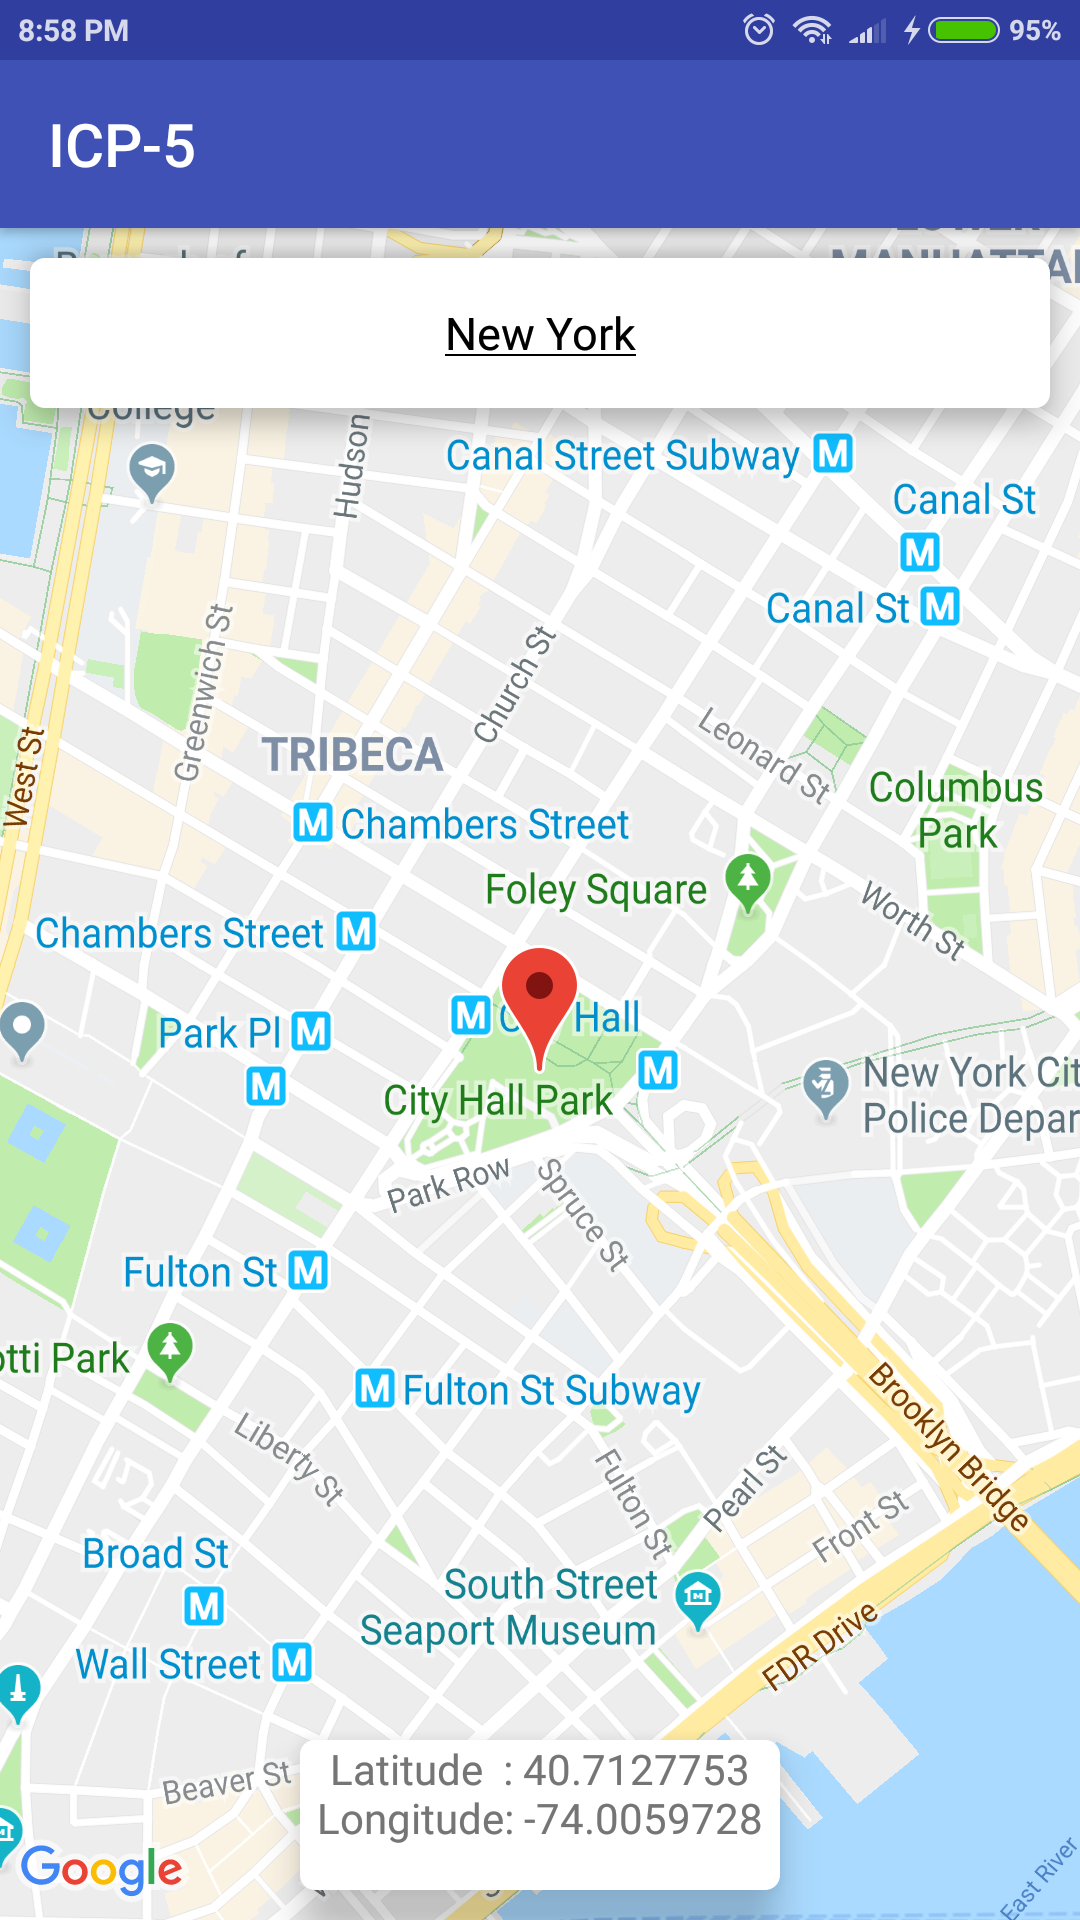 8:58 PM
95%
ICP-5
New York
College
Hudson
Canal Street Subway M
Canal St
M
Canal St M
Greenwich St
Church St
West St
TRIBECA
Leonard St
Columbus
Park
M Chambers Street
Foley Square
Worth St
Chambers Street M
M
Hall
Park Pl M
M
M
City Hall Park
New York Cit
Police Depar
Park Row
Spruce St
Fulton St M
otti Park
M Fulton St Subway
Brooklyn Bridge
Liberty St
Fulton St
Pearl St
Front St
Broad St
M
South Street
Seaport Museum
Wall Street M
FDR Drive
Latitude : 40.7127753
Longitude: -74.0059728
Beaver St
Google
East River